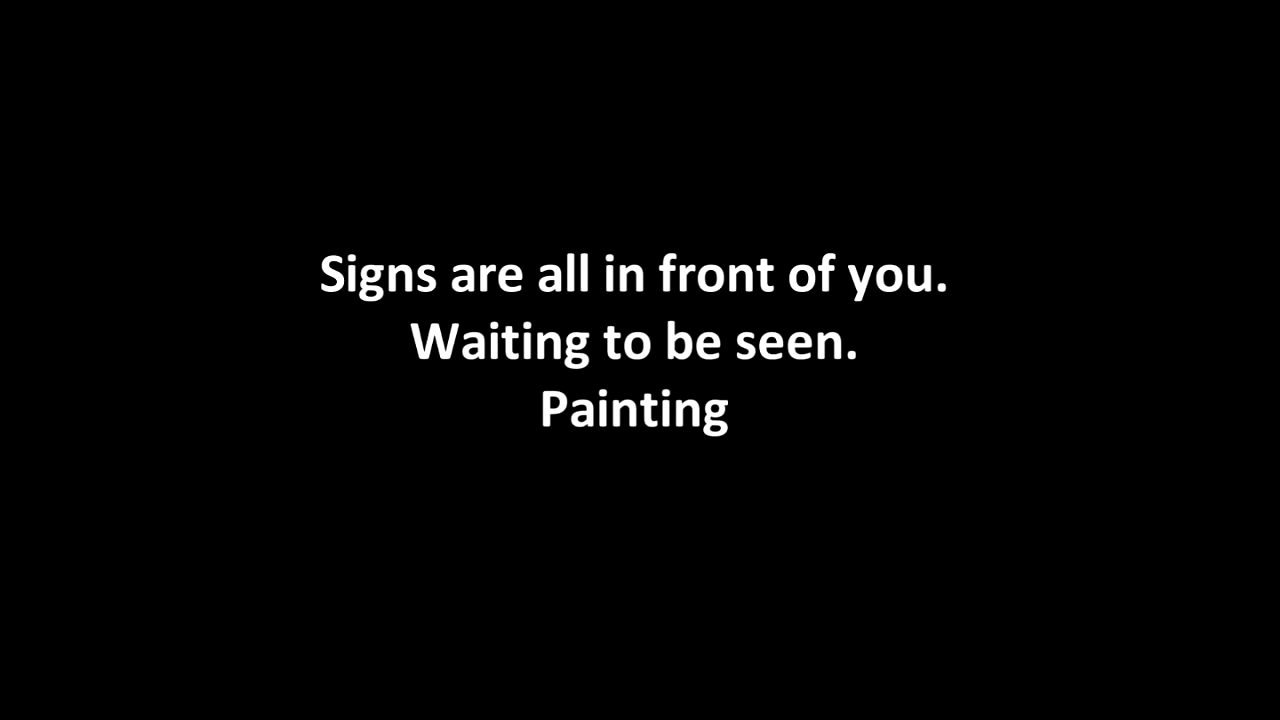 Signs are all in front of you.
Waiting to be seen.
Painting